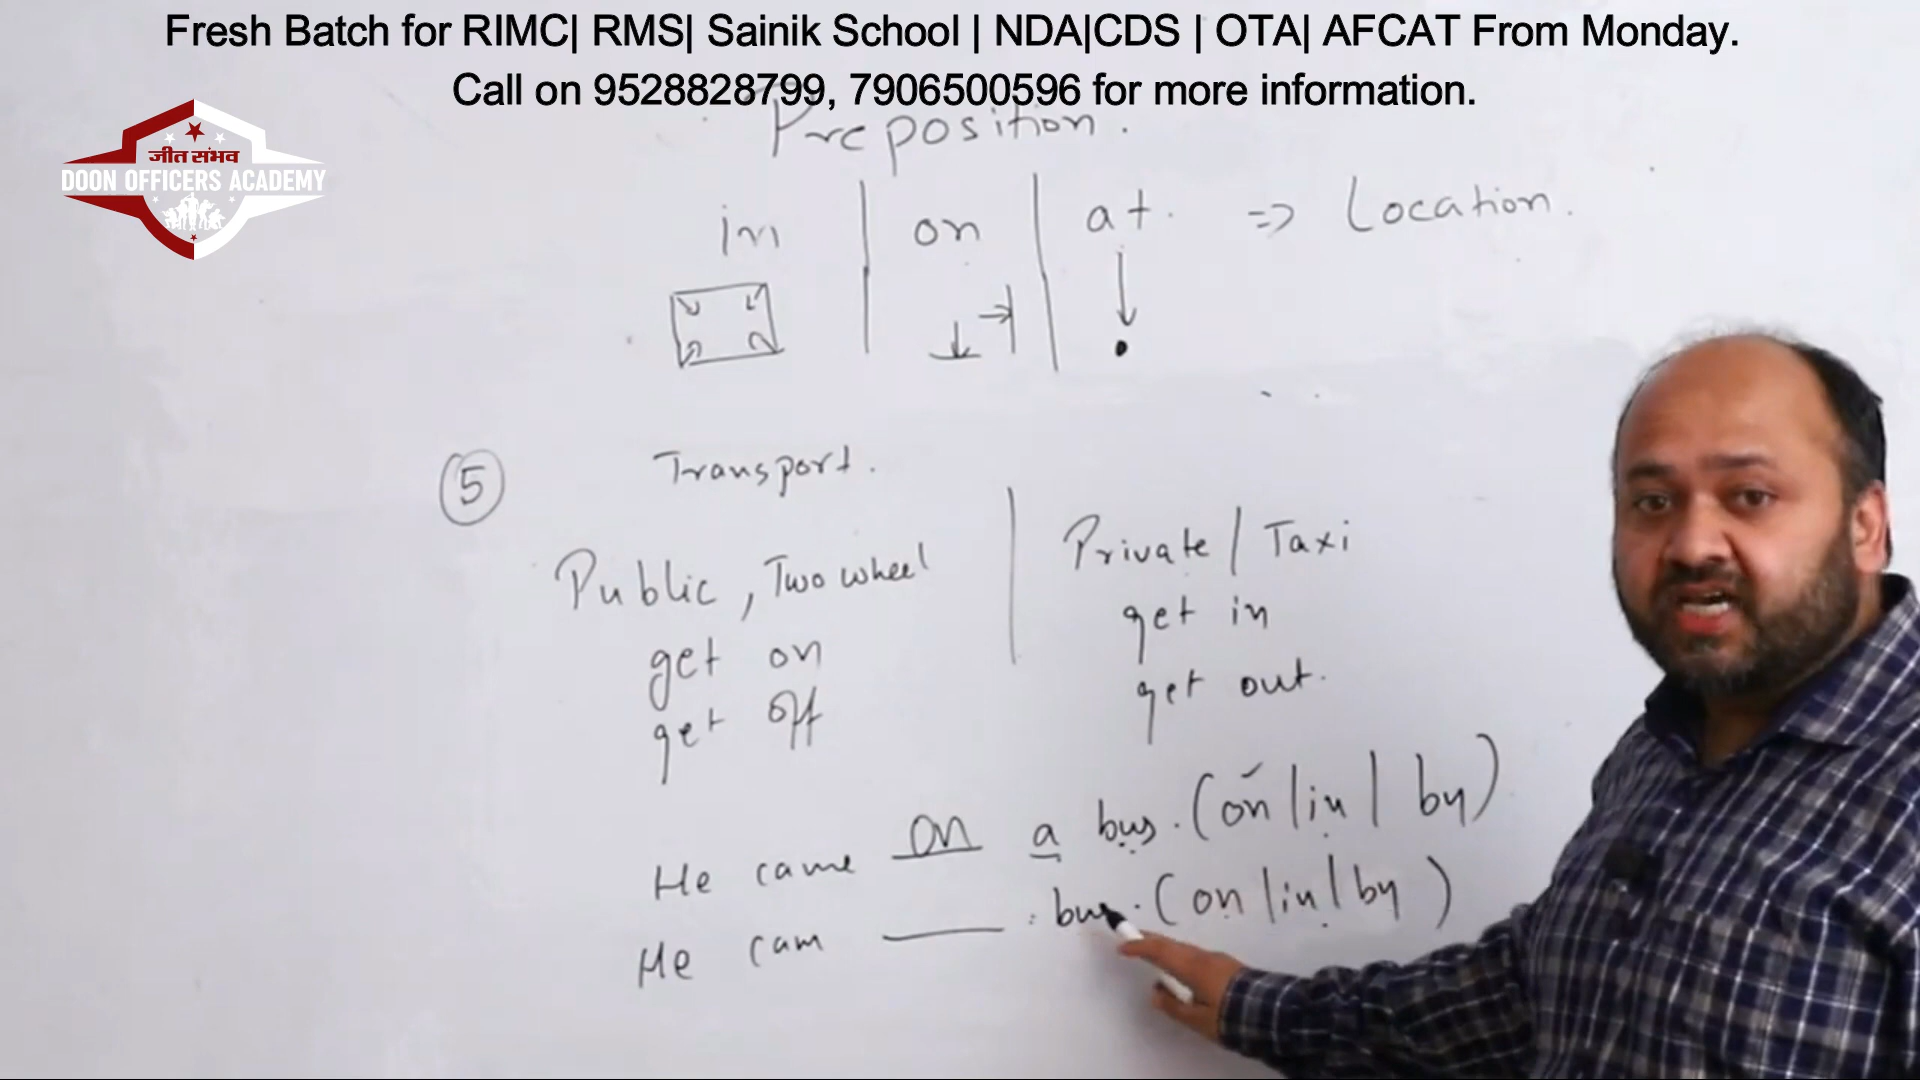 Fresh Batch for RIMC| RMS| Sainik School | NDA|CDS | OTA| AFCAT From Monday.
Call on 9528828799, 7906500596 for more information.
जीत संभव
DOON OFFICERS ACADEMY
Preposition.
in | on | at. => Location.
5 Transport.
Public, Two wheel | Private / Taxi
get on get in
get off get out.
He came on a bus. (on / in / by)
He cam ____ bus. (on / in / by)